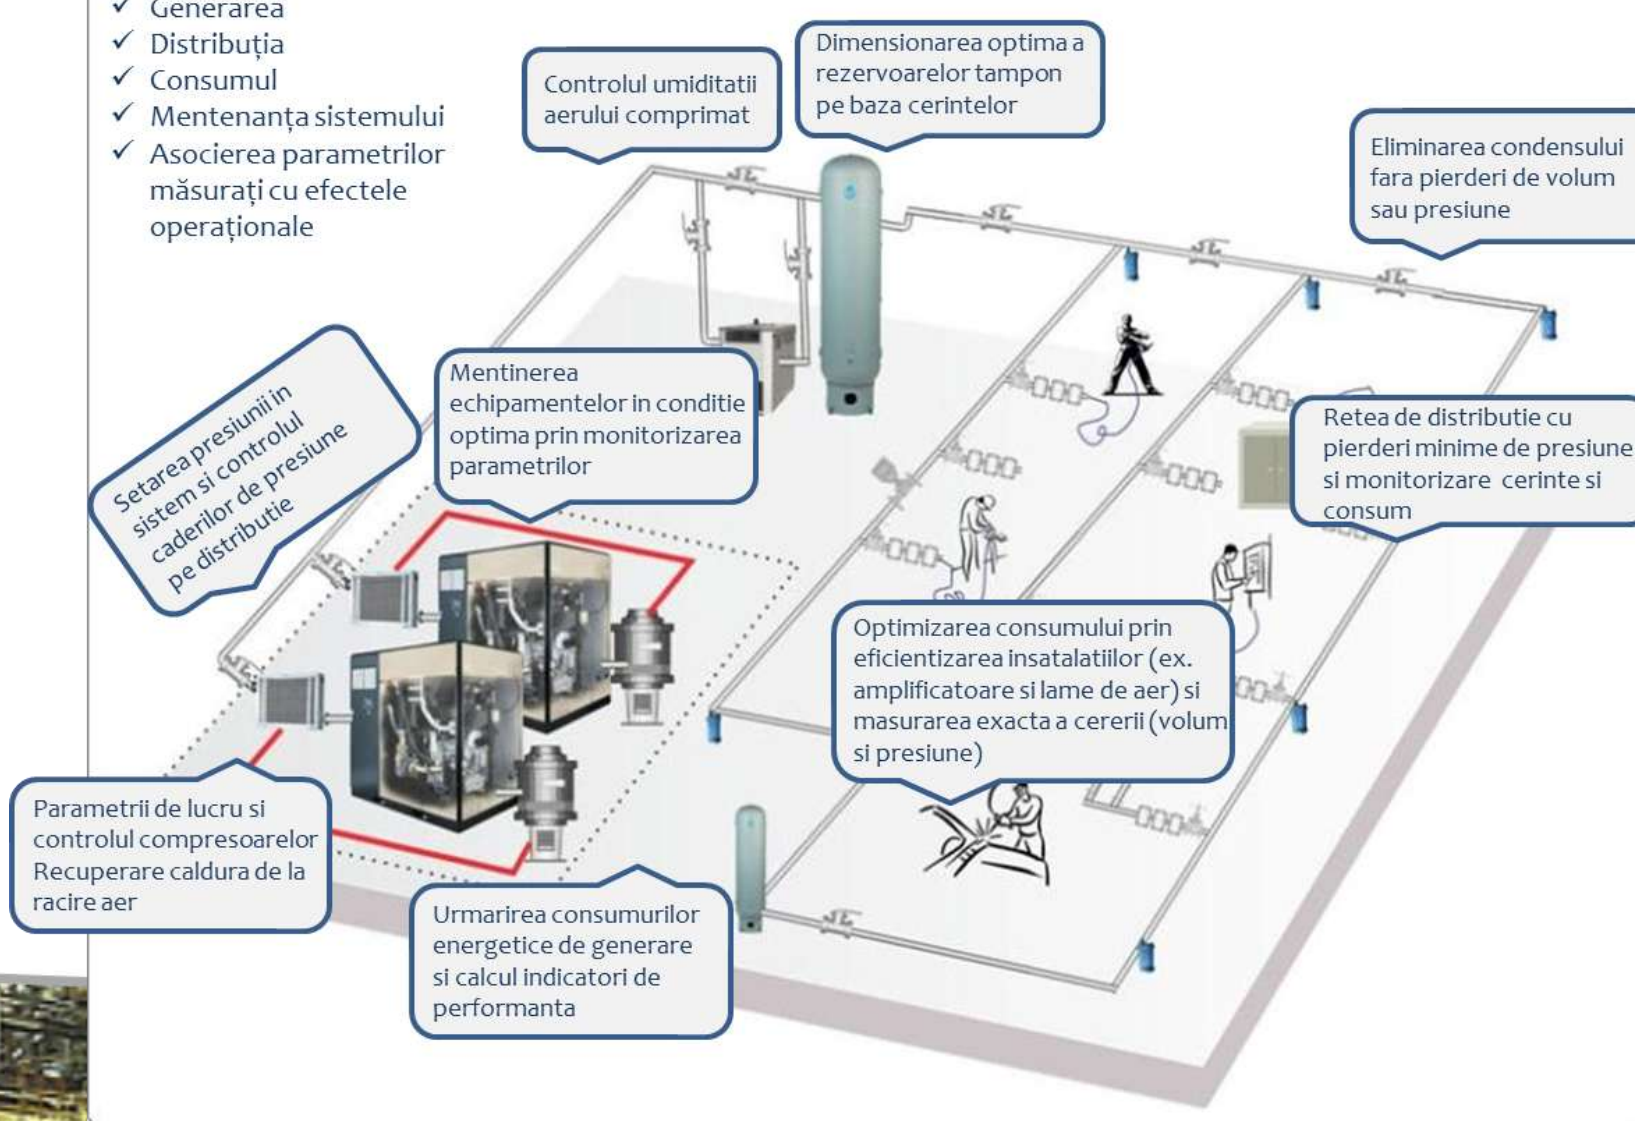 Generarea
Distribuția
Consumul
Mentenanța sistemului
Asocierea parametrilor
măsurați cu efectele
operaționale
Controlul umiditatii
aerului comprimat
Dimensionarea optima a
rezervoarelor tampon
pe baza cerintelor
Eliminarea condensului
fara pierderi de volum
sau presiune
Setarea presiunii in
sistem si controlul
caderilor de presiune
pe distributie
Mentinerea
echipamentelor in conditie
optima prin monitorizarea
parametrilor
Retea de distributie cu
pierderi minime de presiune
si monitorizare cerinte si
consum
Optimizarea consumului prin
eficientizarea insatalatiilor (ex.
amplificatoare si lame de aer) si
masurarea exacta a cererii (volum
si presiune)
Parametrii de lucru si
controlul compresoarelor
Recuperare caldura de la
racire aer
Urmarirea consumurilor
energetice de generare
si calcul indicatori de
performanta